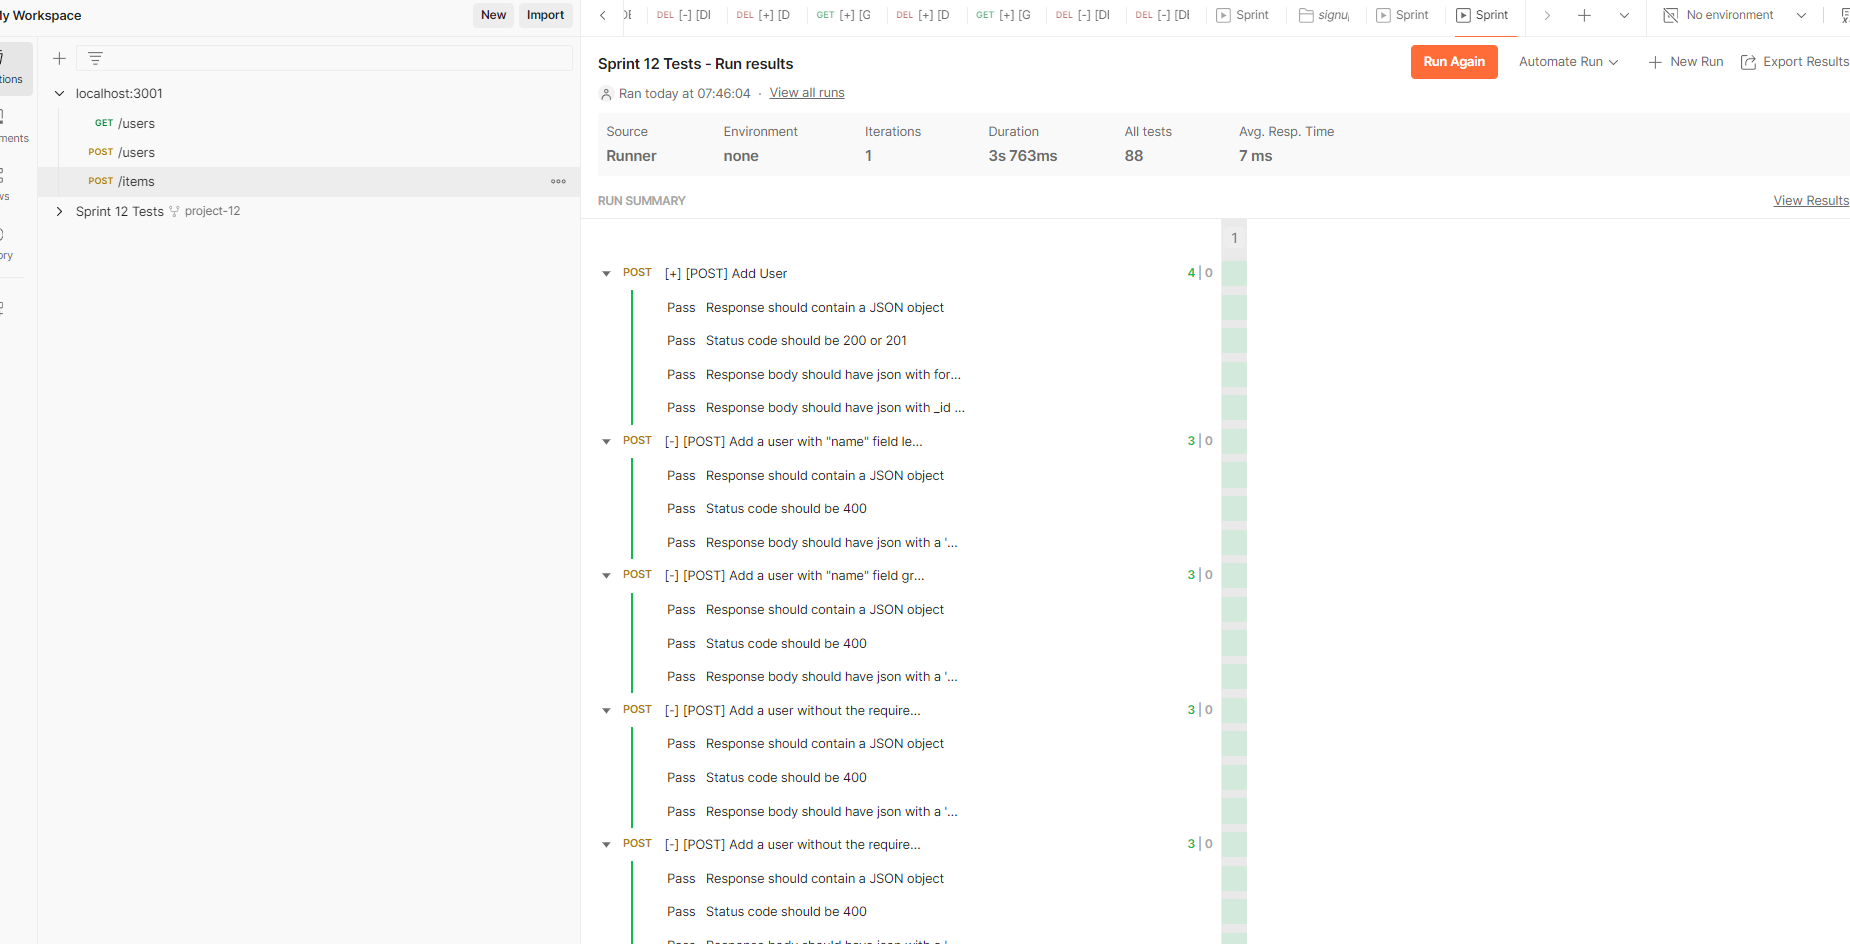 My Workspace
New
Import
localhost:3001
GET /users
POST /users
POST /items
Sprint 12 Tests project-12
DEL [-] [DI
DEL [+] [D
GET [+] [G
DEL [+] [D
GET [+] [G
DEL [-] [DI
DEL [-] [DI
Sprint
signu
Sprint
Sprint
No environment
Sprint 12 Tests - Run results
Run Again
Automate Run
New Run
Export Results
Ran today at 07:46:04 · View all runs
Source Environment Iterations Duration All tests Avg. Resp. Time
Runner none 1 3s 763ms 88 7 ms
RUN SUMMARY
View Results
1
POST [+] [POST] Add User 4 | 0
Pass Response should contain a JSON object
Pass Status code should be 200 or 201
Pass Response body should have json with for...
Pass Response body should have json with _id ...
POST [-] [POST] Add a user with "name" field le... 3 | 0
Pass Response should contain a JSON object
Pass Status code should be 400
Pass Response body should have json with a '...
POST [-] [POST] Add a user with "name" field gr... 3 | 0
Pass Response should contain a JSON object
Pass Status code should be 400
Pass Response body should have json with a '...
POST [-] [POST] Add a user without the require... 3 | 0
Pass Response should contain a JSON object
Pass Status code should be 400
Pass Response body should have json with a '...
POST [-] [POST] Add a user without the require... 3 | 0
Pass Response should contain a JSON object
Pass Status code should be 400